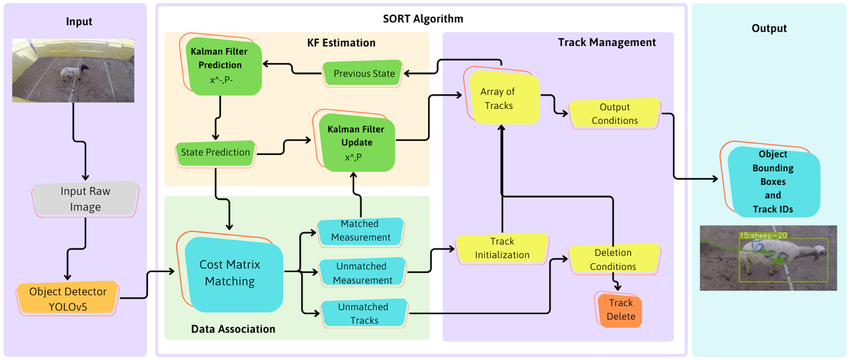 Input
SORT Algorithm
Output
KF Estimation
Track Management
Kalman Filter
Prediction
x^-,P-
Previous State
Array of
Tracks
Output
Conditions
State Prediction
Kalman Filter
Update
x^,P
Object
Bounding
Boxes
and
Track IDs
Input Raw
Image
Matched
Measurement
Cost Matrix
Matching
Unmatched
Measurement
Track
Initialization
Deletion
Conditions
Object Detector
YOLOv5
Unmatched
Tracks
Track
Delete
Data Association
15:sheep-20